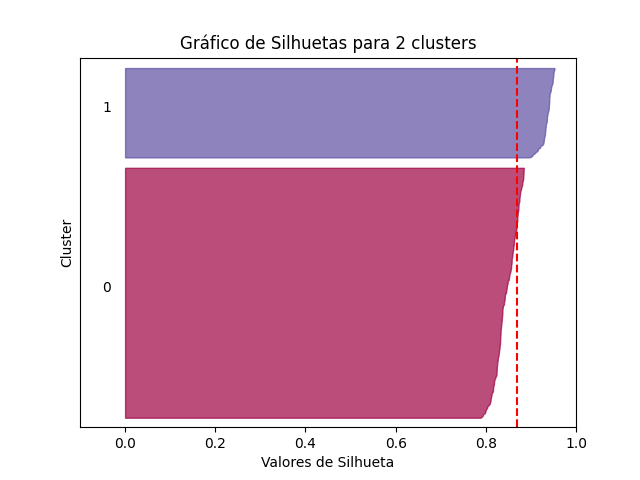 Gráfico de Silhuetas para 2 clusters
1
0
Cluster
0.0 0.2 0.4 0.6 0.8 1.0
Valores de Silhueta